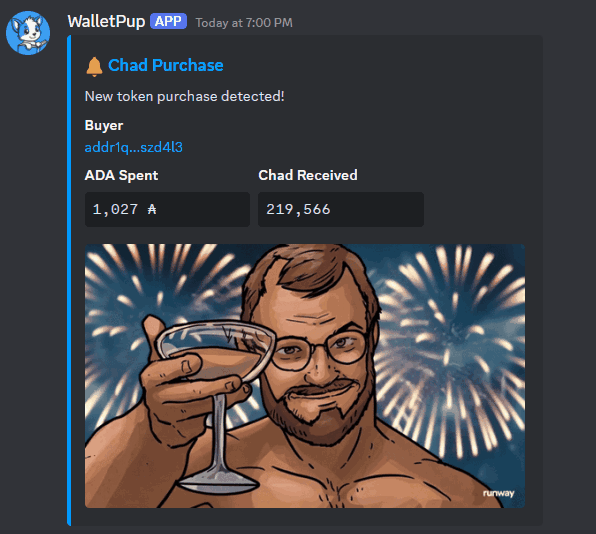 WalletPup APP Today at 7:00 PM
Chad Purchase
New token purchase detected!
Buyer
addr1q...szd4l3
ADA Spent Chad Received
1,027 ₳ 219,566
runway